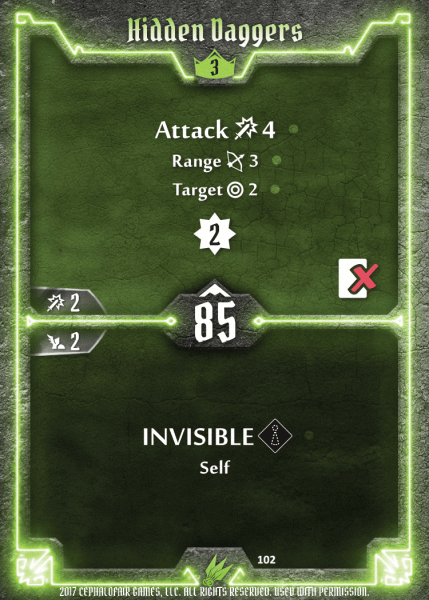 Hidden Daggers
3
Attack 4
Range 3
Target 2
2
2
85
2
INVISIBLE
Self
102
2017 CEPHALOFAIR GAMES, LLC. ALL RIGHTS RESERVED. USED WITH PERMISSION.